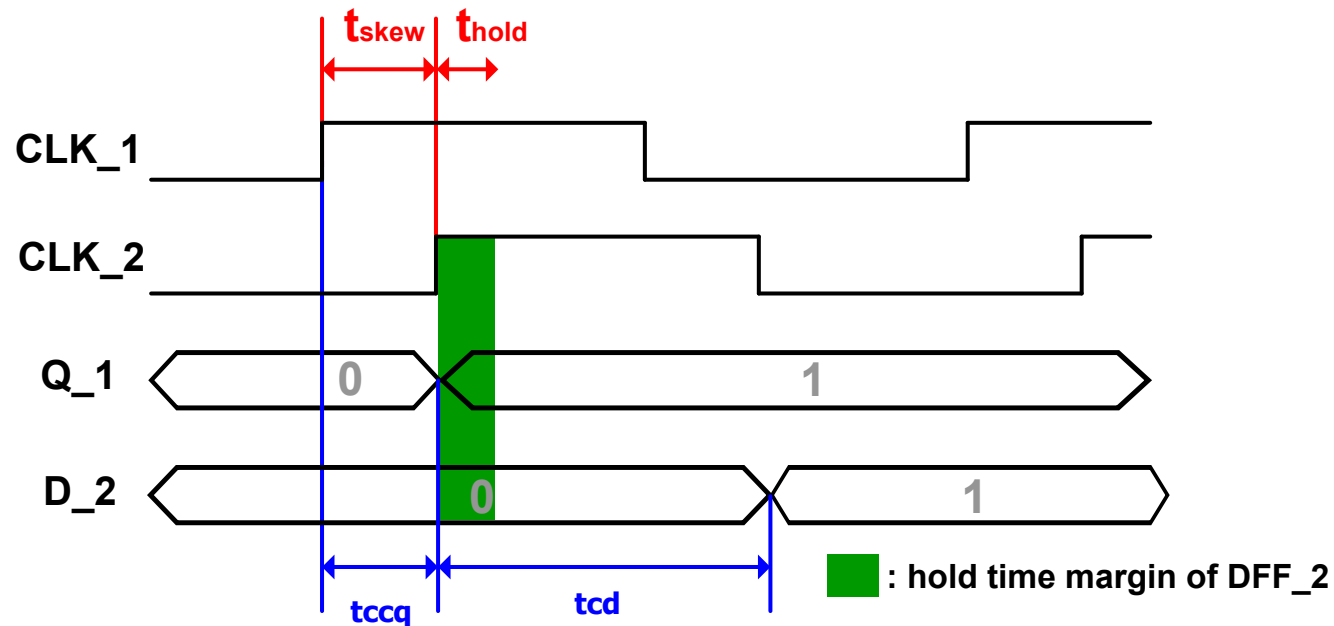 tskew thold
CLK_1
CLK_2
Q_1 0 1
D_2 0 1
: hold time margin of DFF_2
tccq tcd